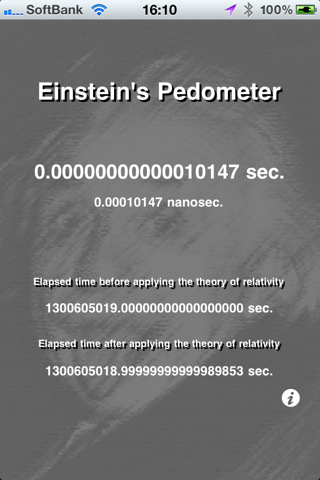 SoftBank 16:10 100%
Einstein's Pedometer
0.00000000000010147 sec.
0.00010147 nanosec.
Elapsed time before applying the theory of relativity
1300605019.00000000000000000 sec.
Elapsed time after applying the theory of relativity
1300605018.99999999999989853 sec.
i